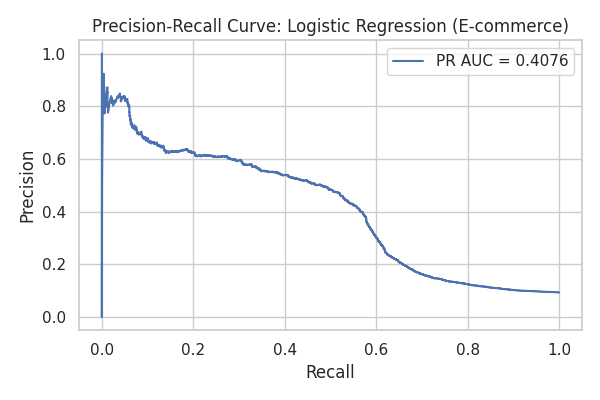 Precision-Recall Curve: Logistic Regression (E-commerce)
PR AUC = 0.4076
1.0
0.8
0.6
0.4
0.2
0.0
Precision
0.0 0.2 0.4 0.6 0.8 1.0
Recall